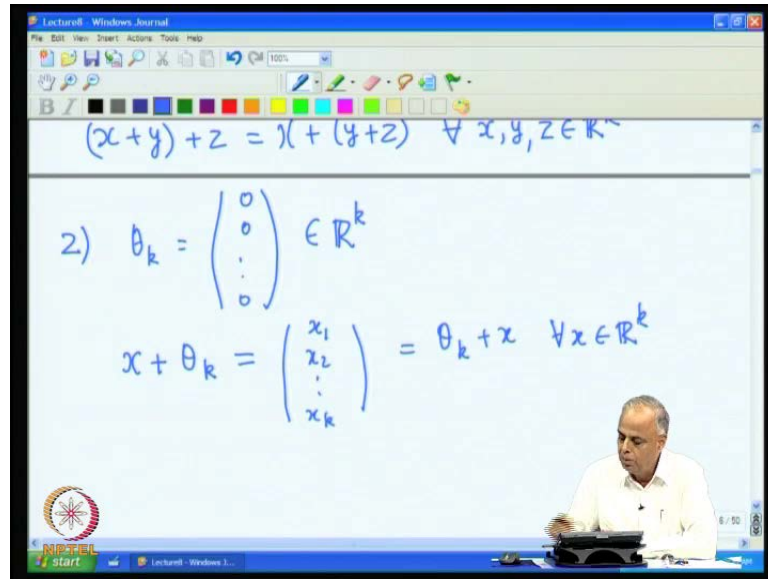 Lecture8 - Windows Journal
File Edit View Insert Actions Tools Help
100%
B I
(x + y) + z = x + (y + z) ∀ x, y, z ∈ ℝ^k
2) θ_k = ( 0 0 ⋮ 0 ) ∈ ℝ^k
x + θ_k = ( x_1 x_2 ⋮ x_k ) = θ_k + x ∀ x ∈ ℝ^k
6 / 50
NPTEL
start Lecture8 - Windows J...